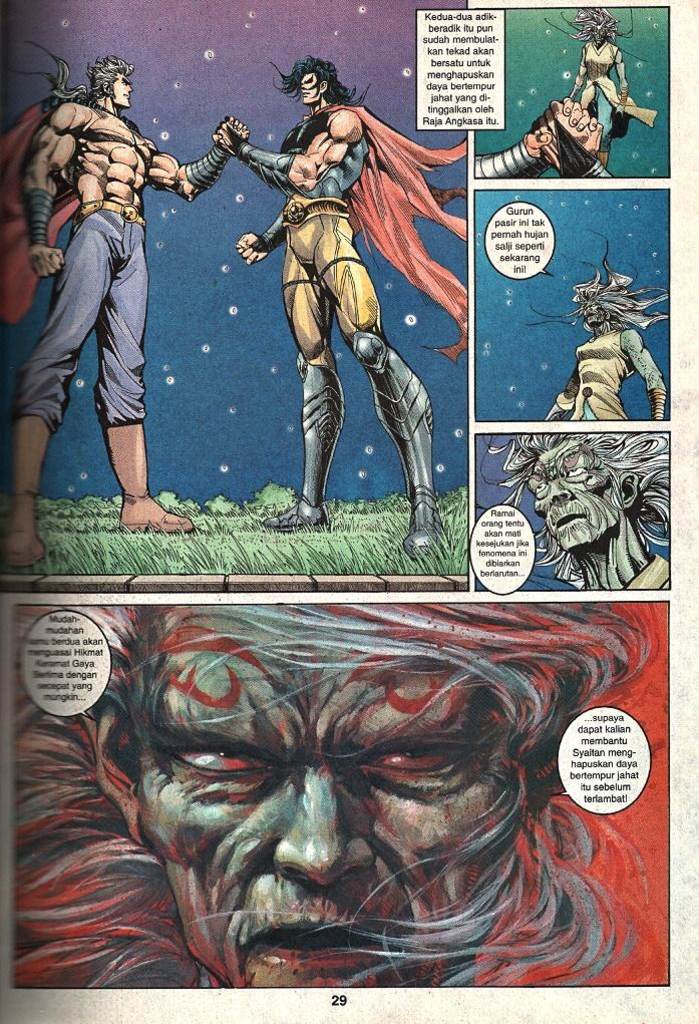 Kedua-dua adik-
beradik itu pun
sudah membulat-
kan tekad akan
bersatu untuk
menghapuskan
daya bertempur
jahat yang di-
tinggalkan oleh
Raja Angkasa itu.
Gurun
pasir ini tak
pernah hujan
salji seperti
sekarang
ini!
Ramai
orang tentu
akan mati
kesejukan jika
fenomena ini
dibiarkan
berlarutan...
Mudah-
mudahan
kamu berdua akan
menguasai Hikmat
Keramat Gaya
Berlima dengan
secepat yang
mungkin...
...supaya
dapat kalian
membantu
Syaitan meng-
hapuskan daya
bertempur jahat
itu sebelum
terlambat!
29